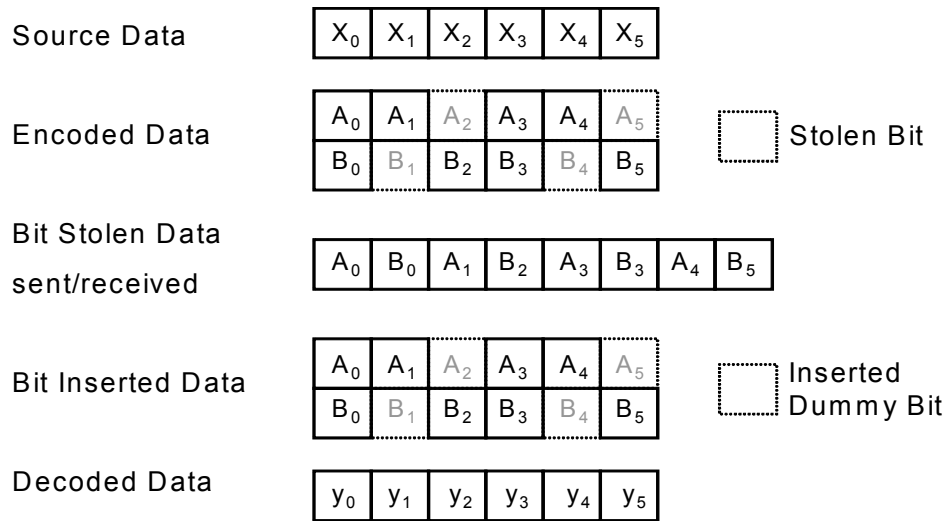 Source Data X₀ X₁ X₂ X₃ X₄ X₅
Encoded Data
A₀ A₁ A₂ A₃ A₄ A₅
B₀ B₁ B₂ B₃ B₄ B₅
Stolen Bit
Bit Stolen Data
sent/received
A₀ B₀ A₁ B₂ A₃ B₃ A₄ B₅
Bit Inserted Data
A₀ A₁ A₂ A₃ A₄ A₅
B₀ B₁ B₂ B₃ B₄ B₅
Inserted
Dummy Bit
Decoded Data y₀ y₁ y₂ y₃ y₄ y₅